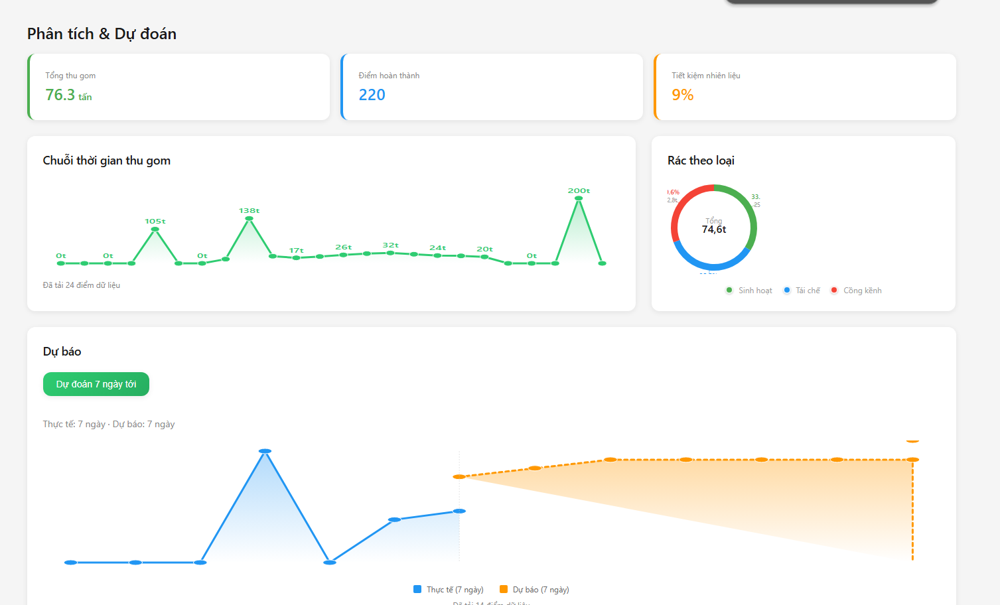 Phân tích & Dự đoán
Tổng thu gom
76.3 tấn
Điểm hoàn thành
220
Tiết kiệm nhiên liệu
9%
Chuỗi thời gian thu gom
0t 0t 105t 0t 138t 17t 26t 32t 24t 20t 0t 200t
Đã tải 24 điểm dữ liệu
Rác theo loại
Tổng
74,6t
Sinh hoạt Tái chế Cồng kềnh
Dự báo
Dự đoán 7 ngày tới
Thực tế: 7 ngày · Dự báo: 7 ngày
Thực tế (7 ngày) Dự báo (7 ngày)